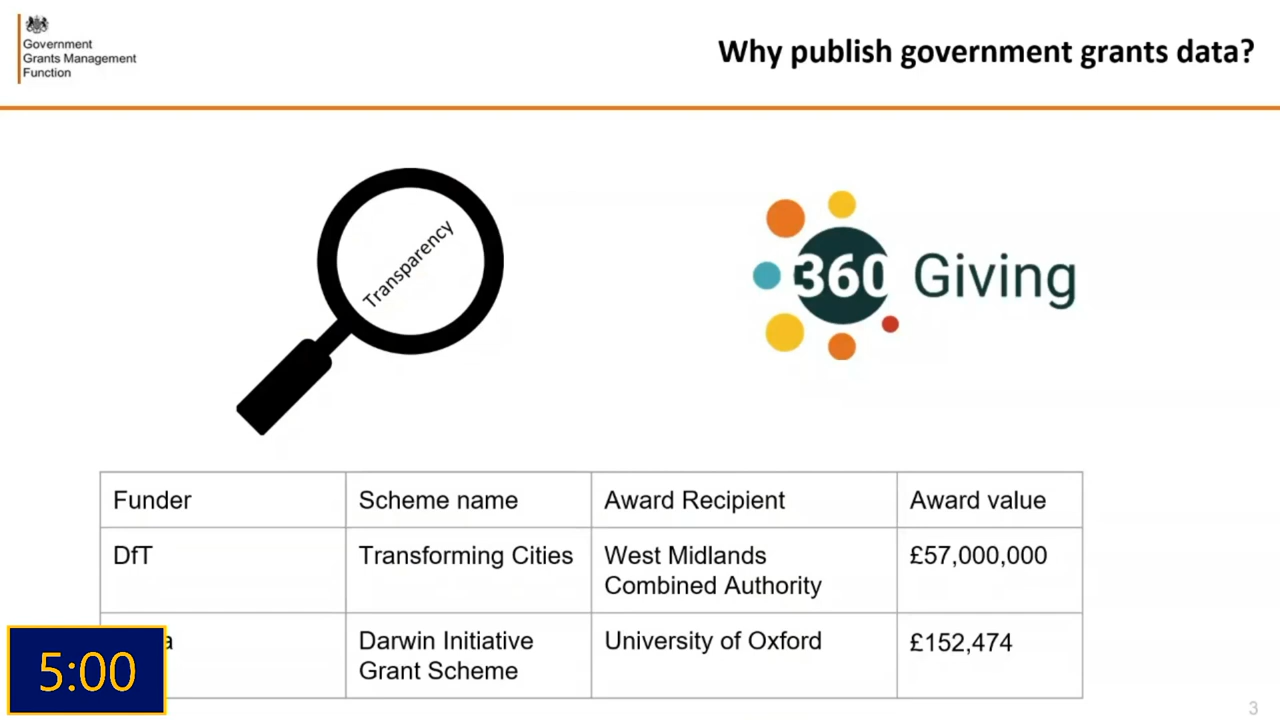 Government
Grants Management
Function
Why publish government grants data?
Transparency
360 Giving
Funder Scheme name Award Recipient Award value
DfT Transforming Cities West Midlands £57,000,000
Combined Authority
Darwin Initiative University of Oxford £152,474
Grant Scheme
5:00
3